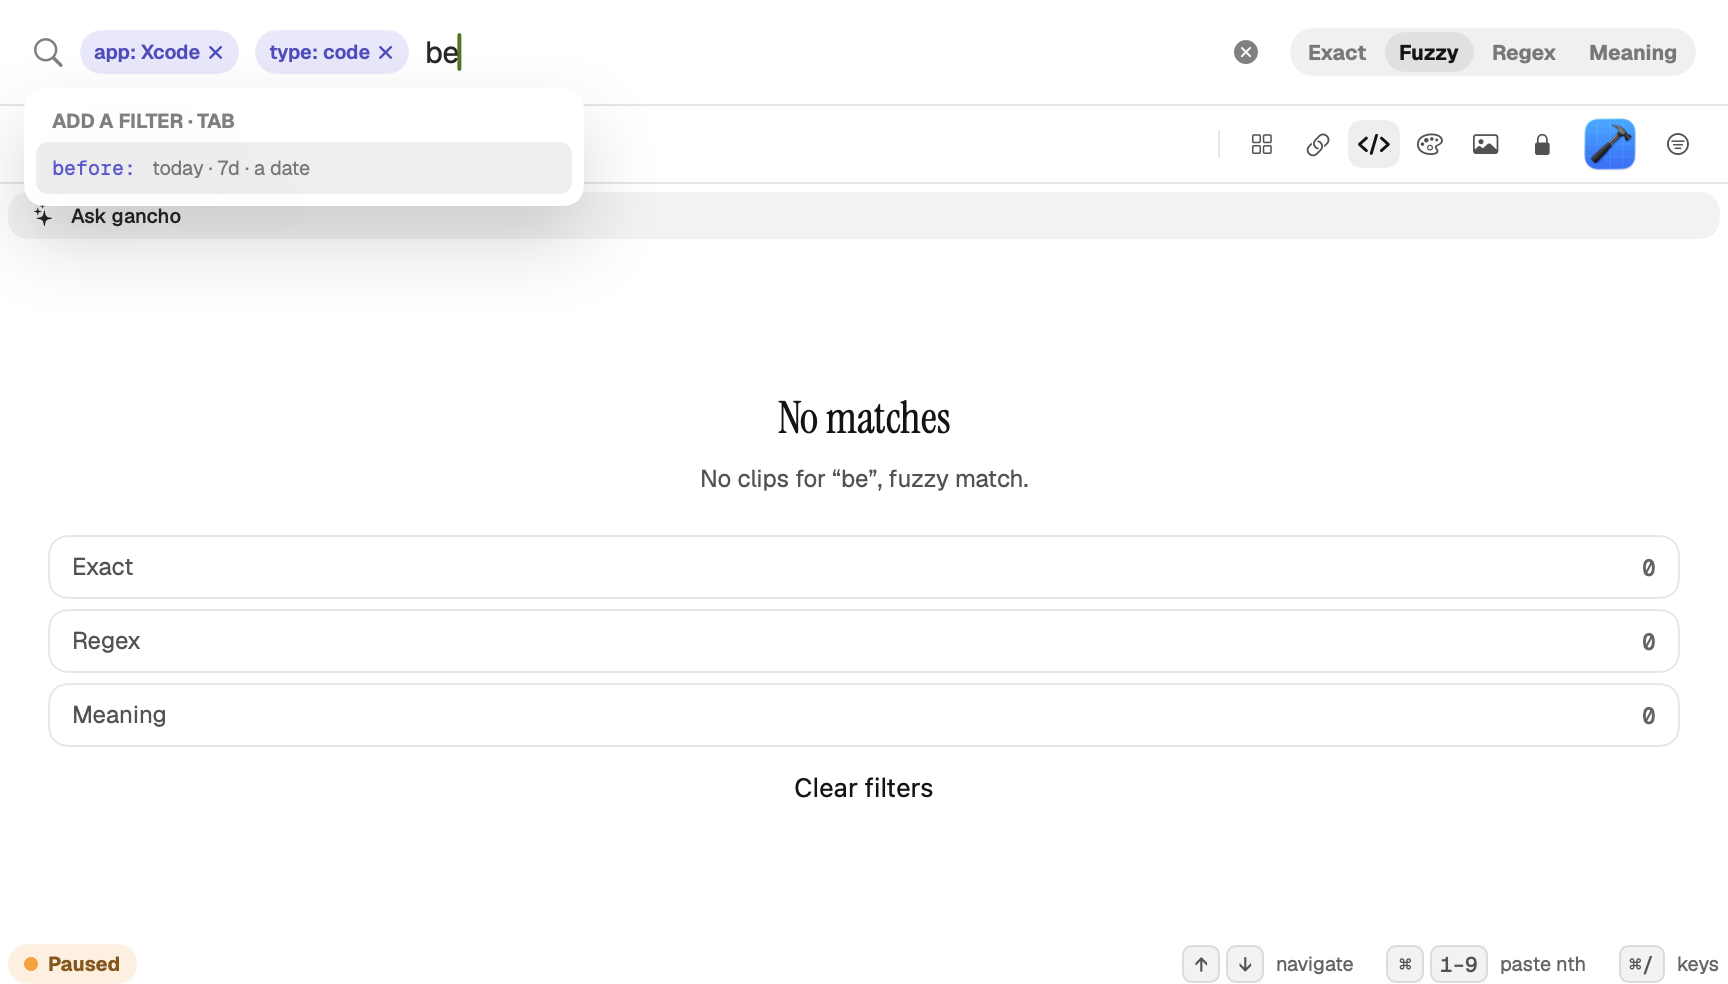 app: Xcode ✕ type: code ✕ be
Exact Fuzzy Regex Meaning
ADD A FILTER · TAB
before: today · 7d · a date
Ask gancho
No matches
No clips for “be”, fuzzy match.
Exact 0
Regex 0
Meaning 0
Clear filters
Paused
↑ ↓ navigate ⌘ 1-9 paste nth ⌘/ keys